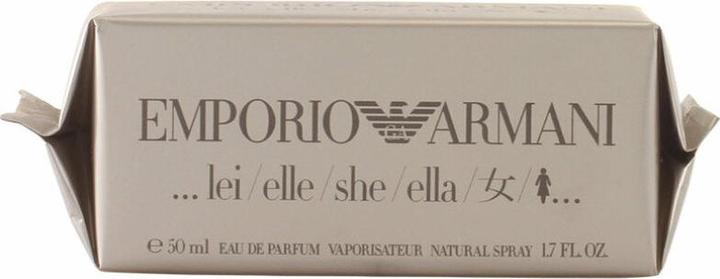 EMPORIO ARMANI
... lei/elle/she/ella/女/...
℮ 50 ml EAU DE PARFUM VAPORISATEUR NATURAL SPRAY 1.7 FL. OZ.